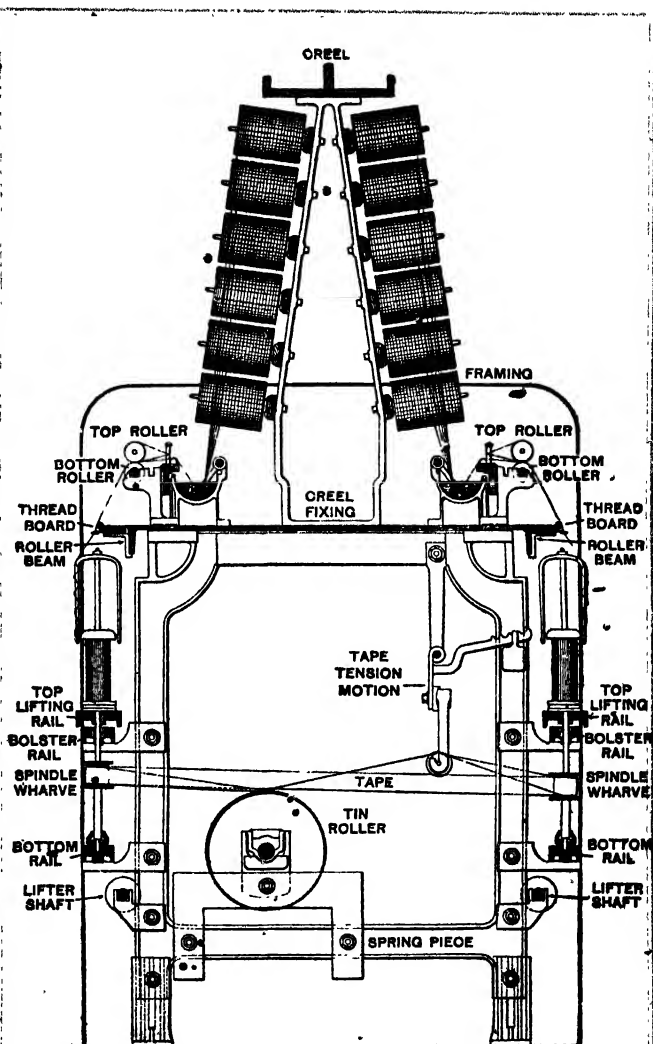 CREEL
FRAMING
TOP ROLLER
TOP ROLLER
BOTTOM
ROLLER
BOTTOM
ROLLER
CREEL
FIXING
THREAD
BOARD
THREAD
BOARD
ROLLER
BEAM
ROLLER
BEAM
TAPE
TENSION
MOTION
TOP
LIFTING
RAIL
TOP
LIFTING
RAIL
BOLSTER
RAIL
BOLSTER
RAIL
SPINDLE
WHARVE
TAPE
SPINDLE
WHARVE
TIN
ROLLER
BOTTOM
RAIL
BOTTOM
RAIL
LIFTER
SHAFT
LIFTER
SHAFT
SPRING PIECE